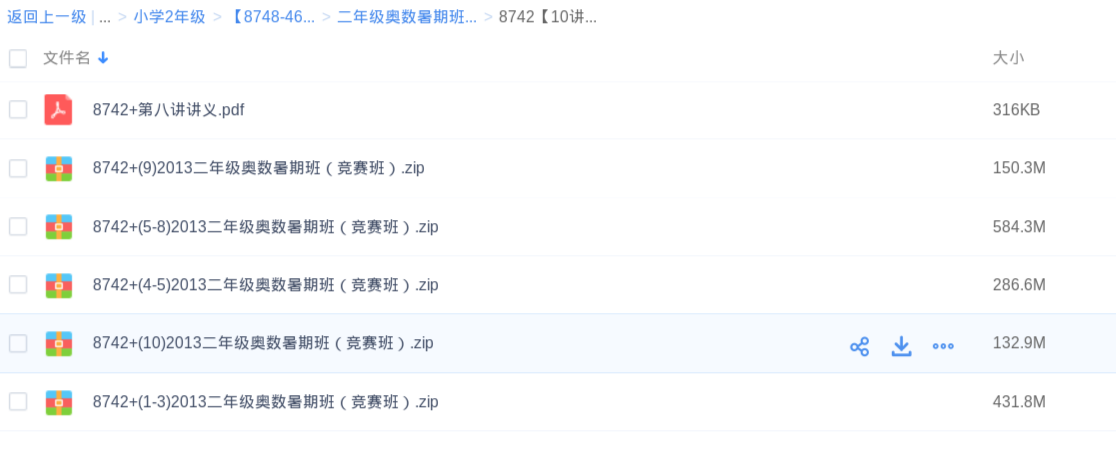 返回上一级 | ... > 小学2年级 > 【8748-46... > 二年级奥数暑期班... > 8742【10讲...
文件名 大小
8742+第八讲讲义.pdf 316KB
8742+(9)2013二年级奥数暑期班（竞赛班）.zip 150.3M
8742+(5-8)2013二年级奥数暑期班（竞赛班）.zip 584.3M
8742+(4-5)2013二年级奥数暑期班（竞赛班）.zip 286.6M
8742+(10)2013二年级奥数暑期班（竞赛班）.zip 132.9M
8742+(1-3)2013二年级奥数暑期班（竞赛班）.zip 431.8M